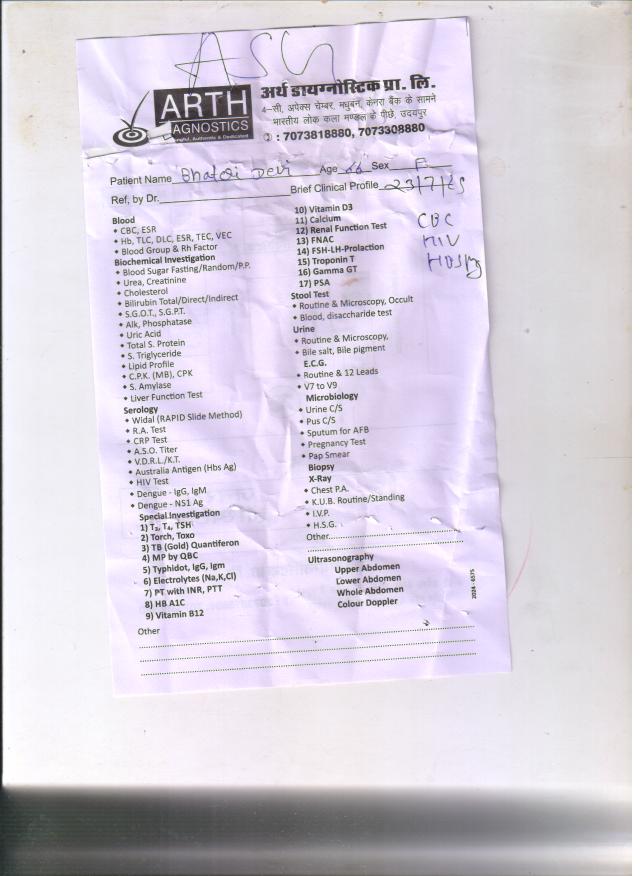 ASU
ARTH
AGNOSTICS
अर्थ डायग्नोस्टिक प्रा. लि.
4-सी, अपेक्स चेम्बर, मधुबन, केनरा बैंक के सामने
भारतीय लोक कला मण्डल के पीछे, उदयपुर
: 7073818880, 7073308880
Patient Name Devi Age 66 Sex F
Ref, by Dr. Brief Clinical Profile 23/7/25
Blood
CBC, ESR
Hb, TLC, DLC, ESR, TEC, VEC
Blood Group & Rh Factor
Biochemical Investigation
Blood Sugar Fasting/Random/P.P.
Urea, Creatinine
Cholesterol
Bilirubin Total/Direct/Indirect
S.G.O.T., S.G.P.T.
Alk, Phosphatase
Uric Acid
Total S. Protein
S. Triglyceride
Lipid Profile
C.P.K. (MB), CPK
S. Amylase
Liver Function Test
Serology
Widal (RAPID Slide Method)
R.A. Test
CRP Test
A.S.O. Titer
V.D.R.L./K.T.
Australia Antigen (Hbs Ag)
HIV Test
Dengue - IgG, IgM
Dengue - NS1 Ag
Special Investigation
1) T₃, T₄, TSH
2) Torch, Toxo
3) TB (Gold) Quantiferon
4) MP by QBC
5) Typhidot, IgG, Igm
6) Electrolytes (Na,K,Cl)
7) PT with INR, PTT
8) HB A1C
9) Vitamin B12
Other
10) Vitamin D3
11) Calcium
12) Renal Function Test
13) FNAC
14) FSH-LH-Prolaction
15) Troponin T
16) Gamma GT
17) PSA
Stool Test
Routine & Microscopy, Occult
Blood, disaccharide test
Urine
Routine & Microscopy,
Bile salt, Bile pigment
E.C.G.
Routine & 12 Leads
V7 to V9
Microbiology
Urine C/S
Pus C/S
Sputum for AFB
Pregnancy Test
Pap Smear
Biopsy
X-Ray
Chest P.A.
K.U.B. Routine/Standing
I.V.P.
H.S.G.
Other
Ultrasonography
Upper Abdomen
Lower Abdomen
Whole Abdomen
Colour Doppler
CBC
HIV
HBsAg
2024 - 6575